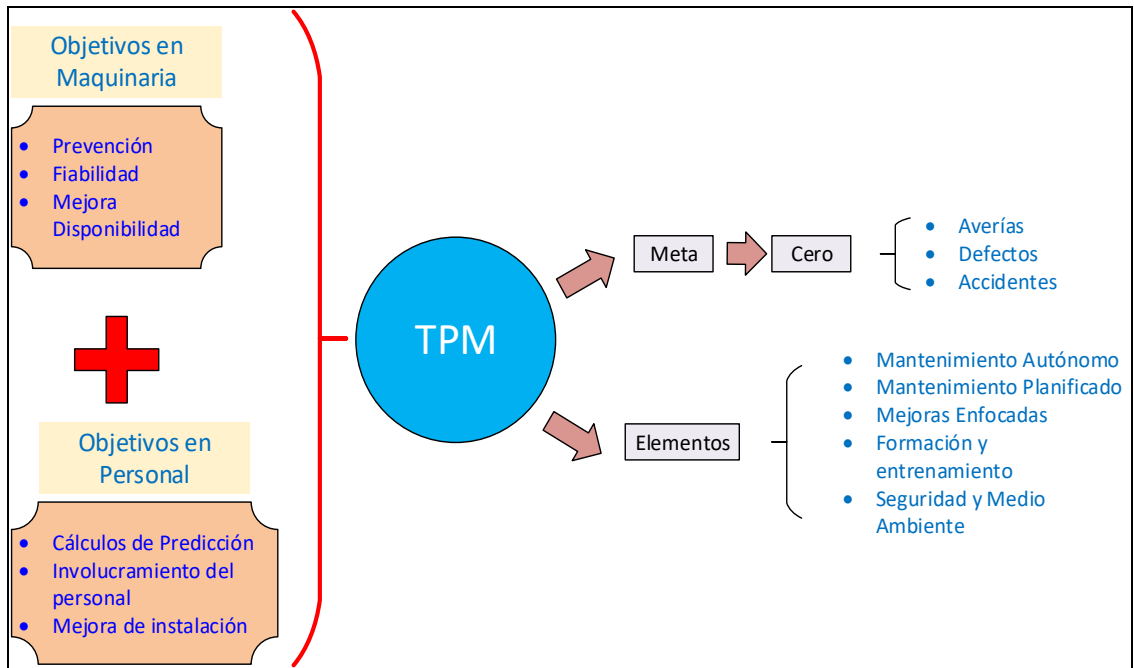 Objetivos en
Maquinaria
• Prevención
• Fiabilidad
• Mejora
Disponibilidad
Objetivos en
Personal
• Cálculos de Predicción
• Involucramiento del
personal
• Mejora de instalación
TPM
Meta
Cero
• Averías
• Defectos
• Accidentes
Elementos
• Mantenimiento Autónomo
• Mantenimiento Planificado
• Mejoras Enfocadas
• Formación y
entrenamiento
• Seguridad y Medio
Ambiente